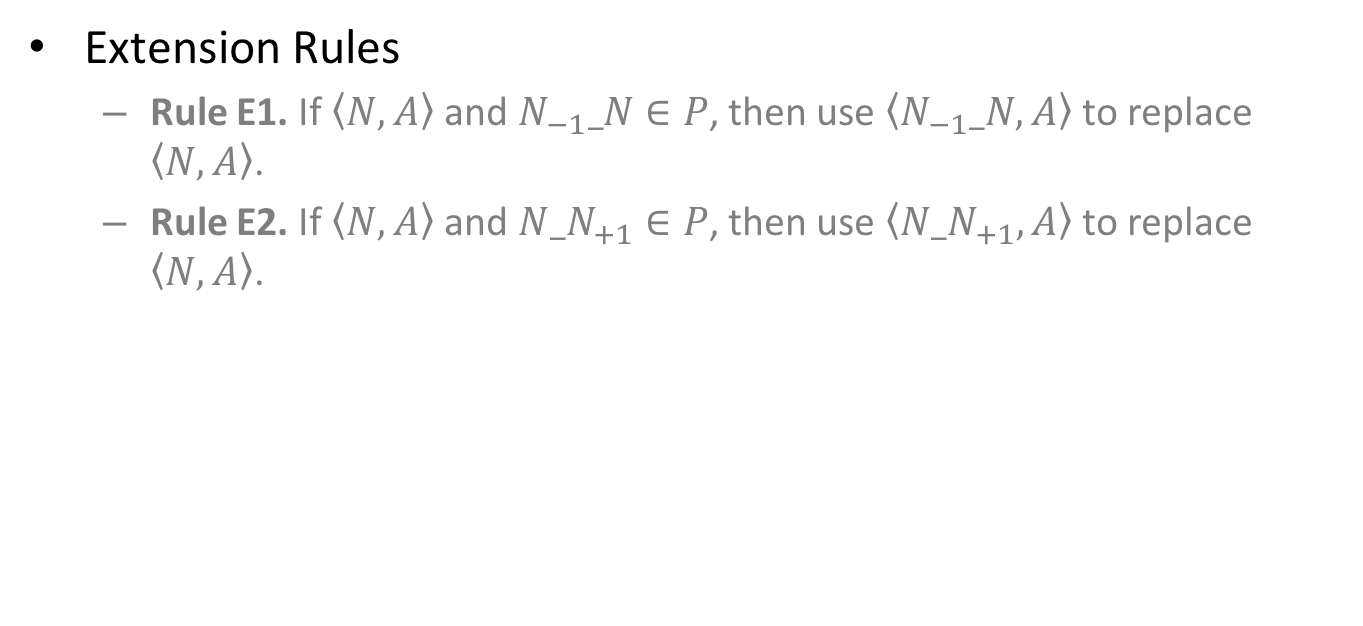 • Extension Rules
– Rule E1. If ⟨N, A⟩ and N₋₁_N ∈ P, then use ⟨N₋₁_N, A⟩ to replace
⟨N, A⟩.
– Rule E2. If ⟨N, A⟩ and N_N₊₁ ∈ P, then use ⟨N_N₊₁, A⟩ to replace
⟨N, A⟩.